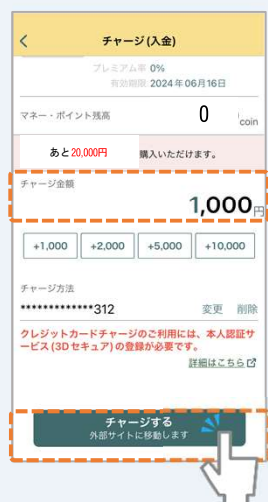 チャージ(入金)
プレミアム率 0%
有効期限 2024年06月16日
マネー・ポイント残高 0 coin
あと20,000円 購入いただけます。
チャージ金額
1,000円
+1,000 +2,000 +5,000 +10,000
チャージ方法
*************312 変更 削除
クレジットカードチャージのご利用には、本人認証サ
ービス(3Dセキュア)の登録が必要です。
詳細はこちら
チャージする
外部サイトに移動します